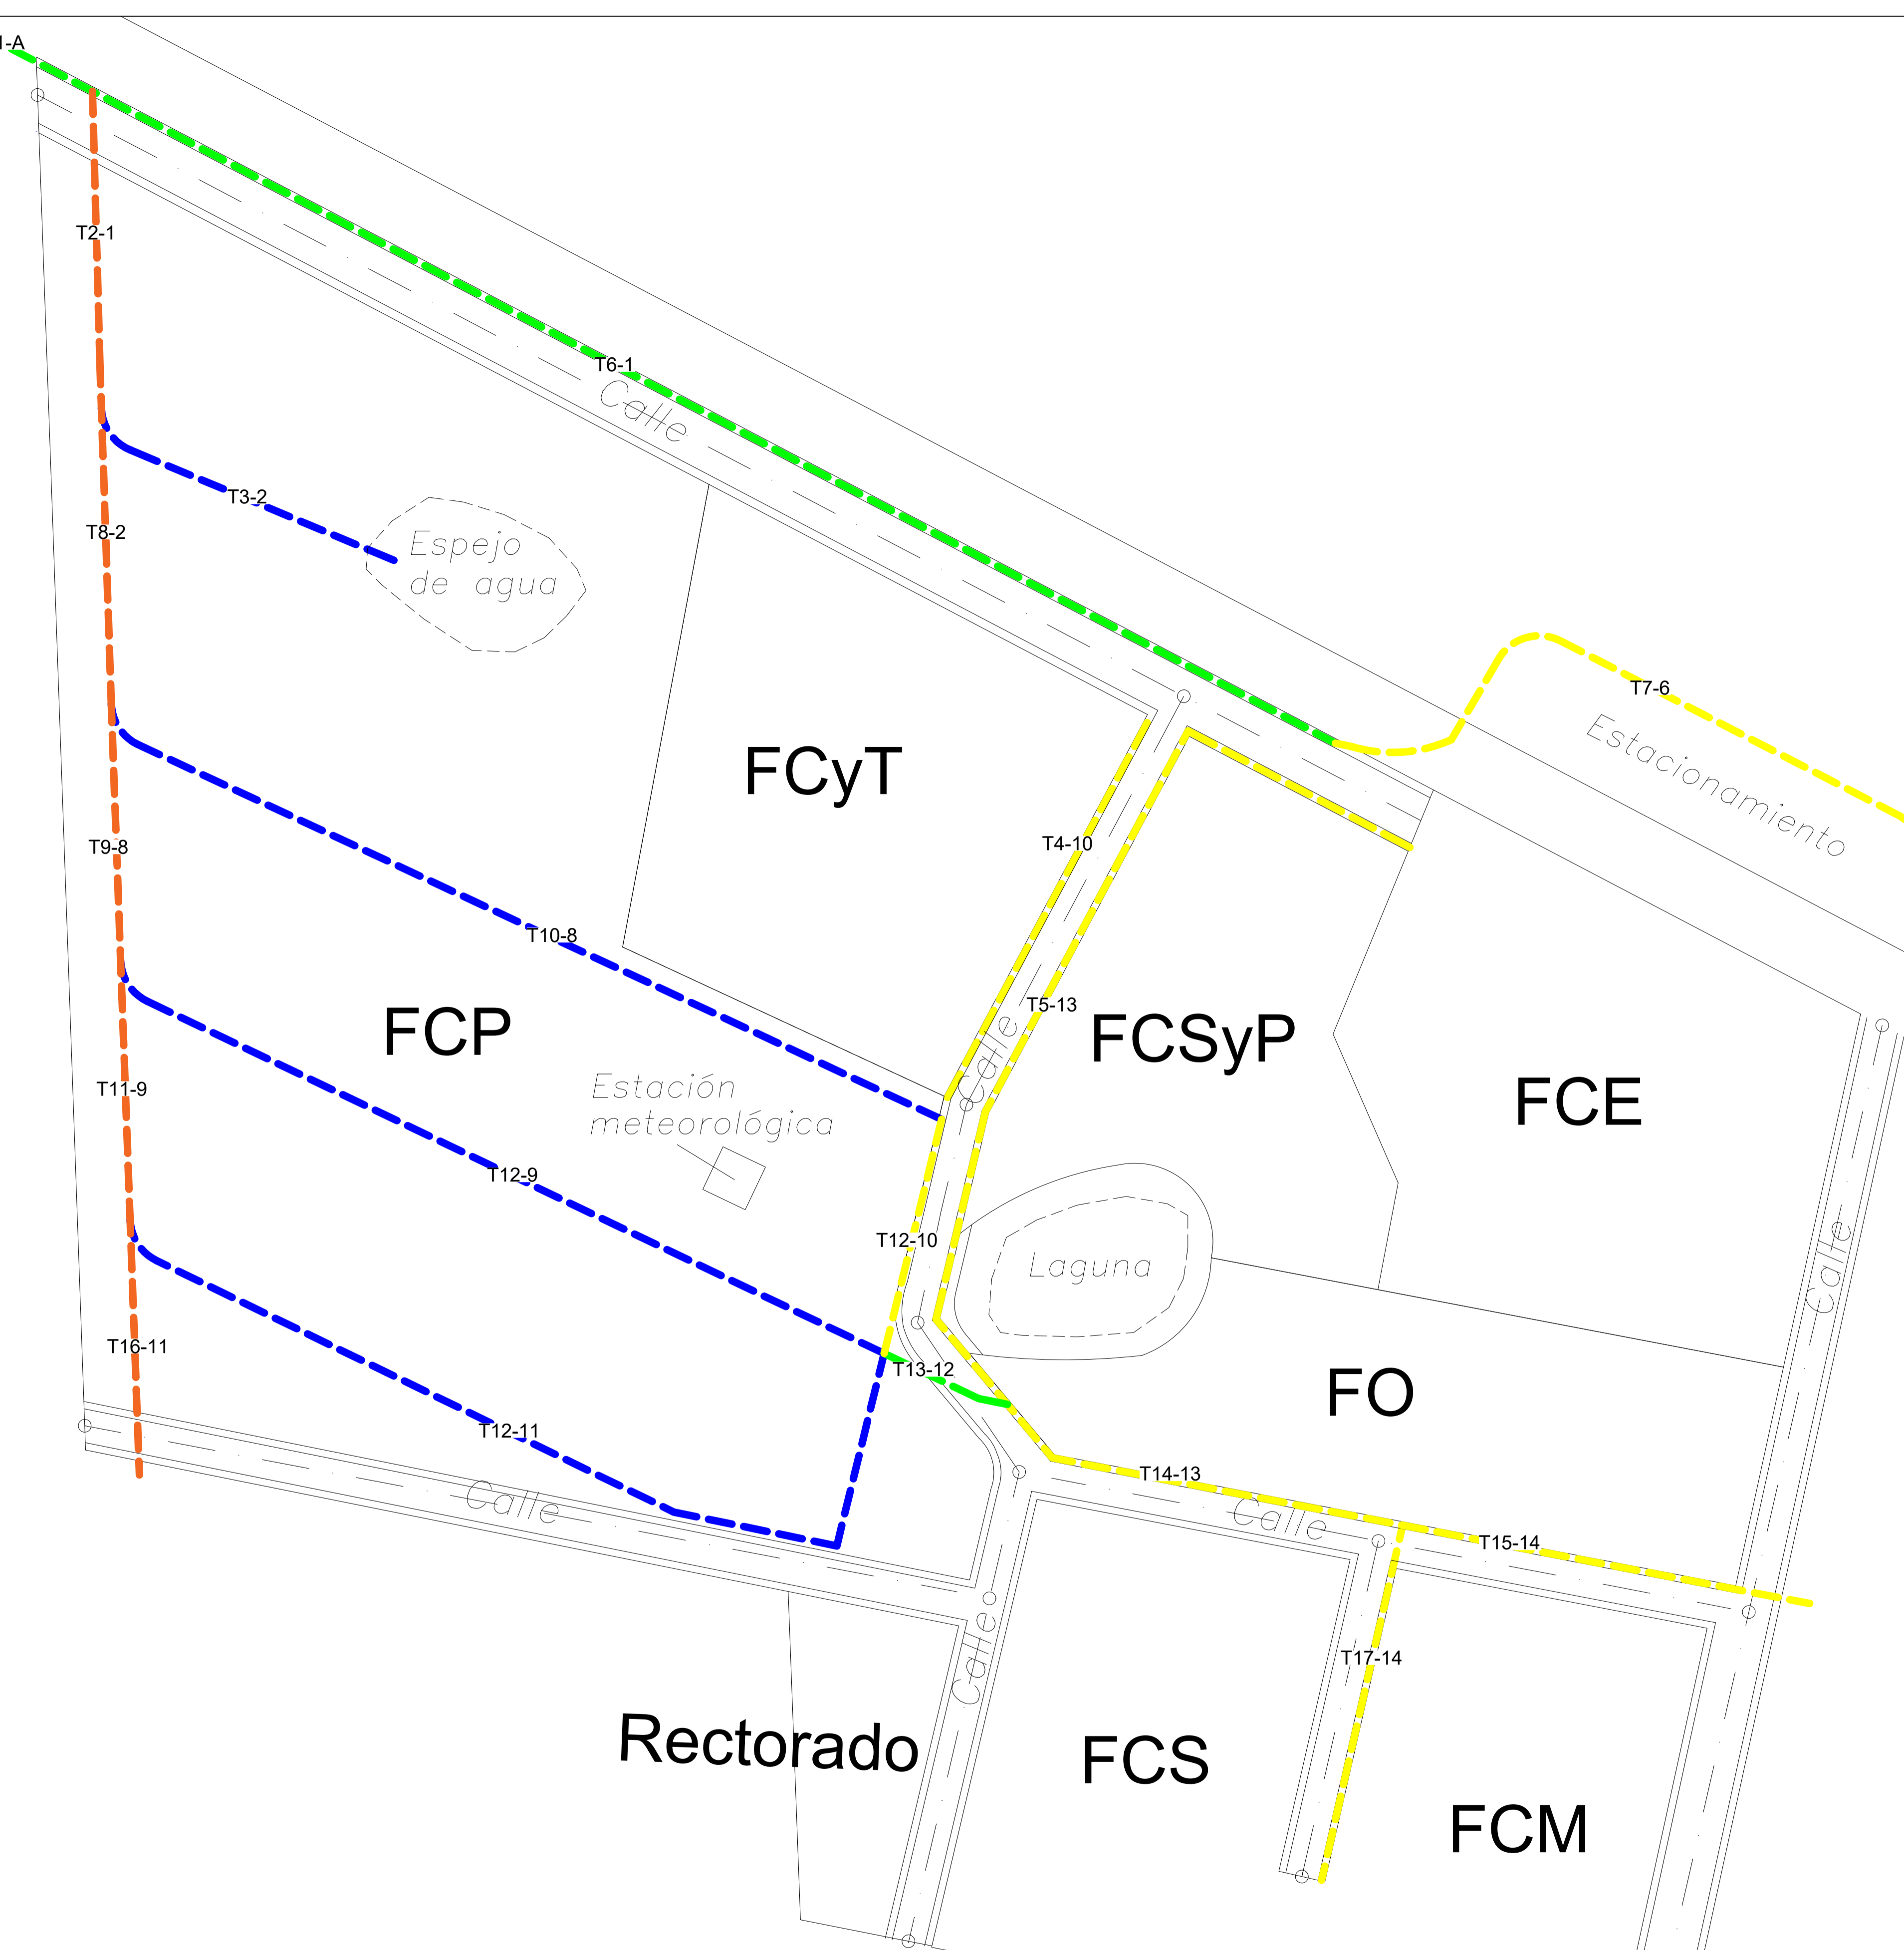 1-A
T2-1
T6-1
Calle
T3-2
T8-2
Espejo
de agua
T7-6
Estacionamiento
FCyT
T4-10
T9-8
T10-8
T5-13
Calle
FCP
FCSyP
FCE
Estación
meteorológica
T11-9
T12-9
T12-10
Laguna
Calle
T16-11
T13-12
FO
T12-11
Calle
T14-13
Calle
T15-14
Calle
T17-14
Rectorado
FCS
FCM